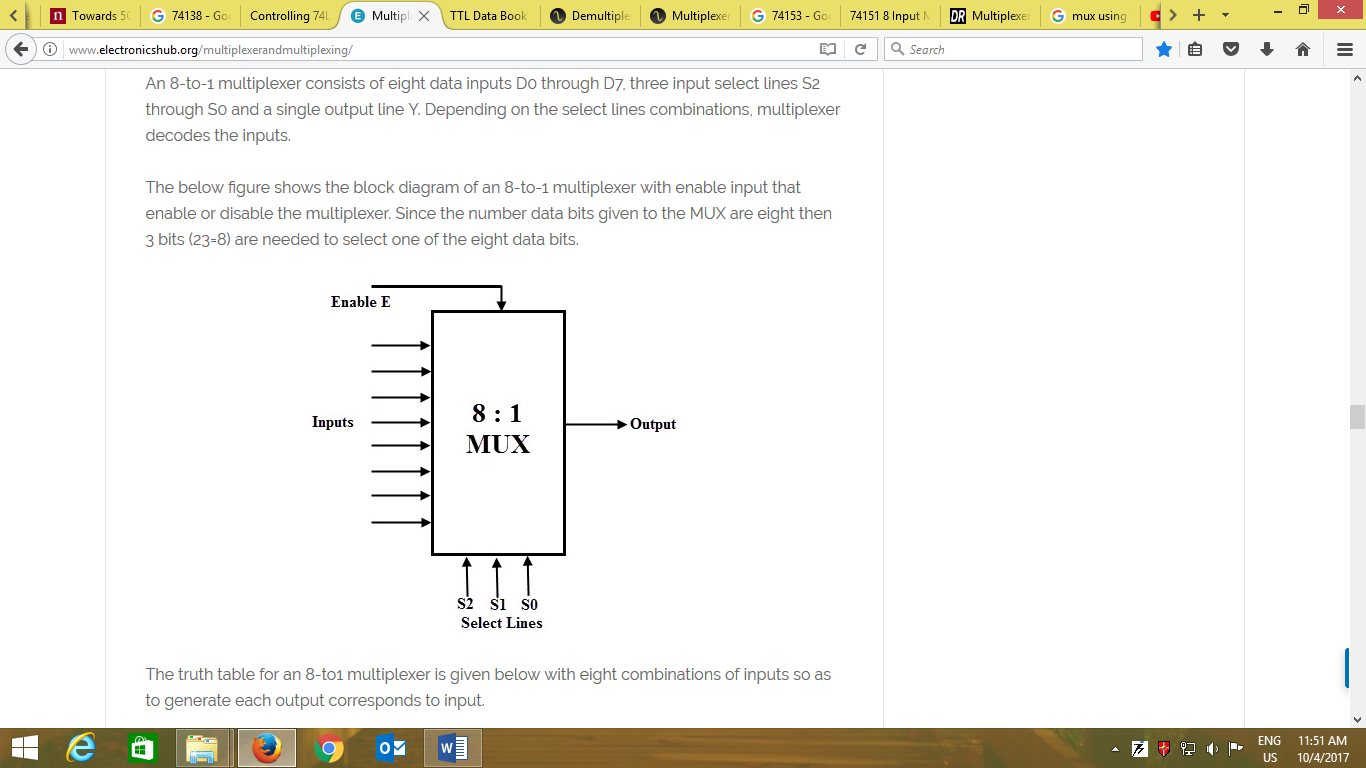 Towards 5G
74138 - Goo
Controlling 74L
Multiple
TTL Data Book
Demultiple
Multiplexer
74153 - Go
74151 8 Input M
DR Multiplexer
mux using
www.electronicshub.org/multiplexerandmultiplexing/
Search
An 8-to-1 multiplexer consists of eight data inputs D0 through D7, three input select lines S2
through S0 and a single output line Y. Depending on the select lines combinations, multiplexer
decodes the inputs.
The below figure shows the block diagram of an 8-to-1 multiplexer with enable input that
enable or disable the multiplexer. Since the number data bits given to the MUX are eight then
3 bits (23=8) are needed to select one of the eight data bits.
Enable E
Inputs
8 : 1
MUX
Output
S2 S1 S0
Select Lines
The truth table for an 8-to1 multiplexer is given below with eight combinations of inputs so as
to generate each output corresponds to input.
ENG 11:51 AM
US 10/4/2017